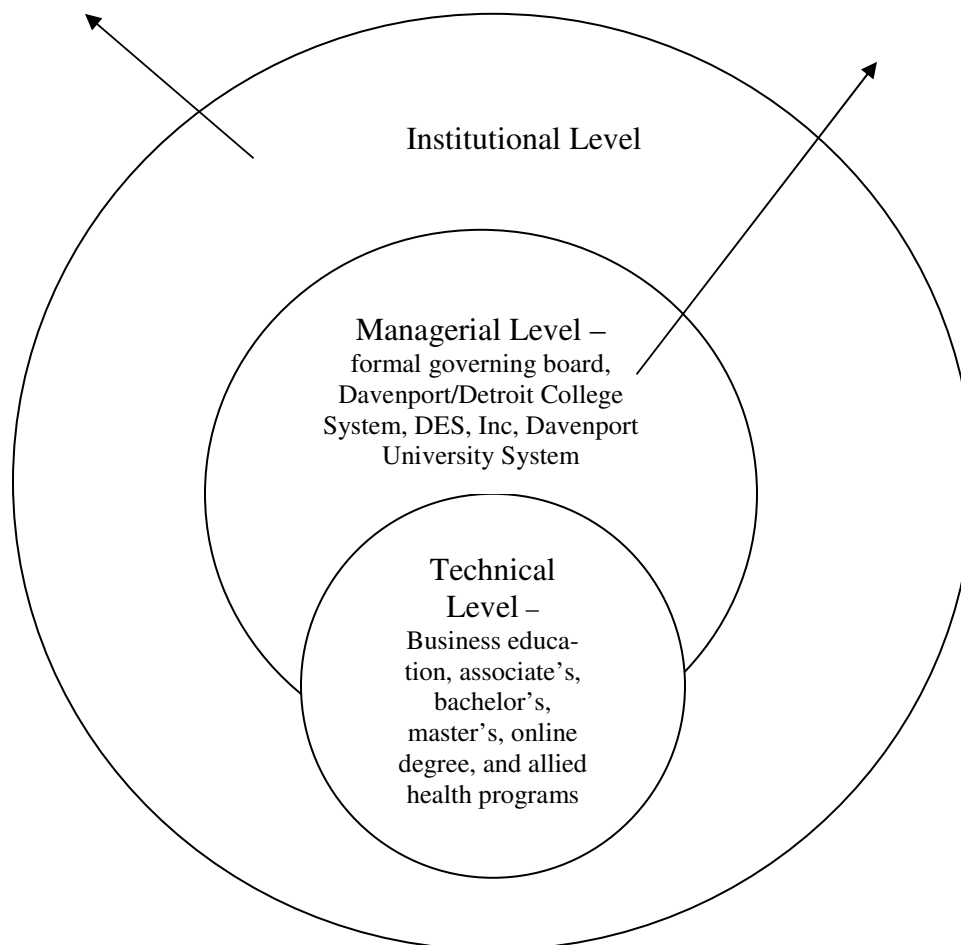 Institutional Level
Managerial Level –
formal governing board,
Davenport/Detroit College
System, DES, Inc, Davenport
University System
Technical
Level –
Business educa-
tion, associate’s,
bachelor’s,
master’s, online
degree, and allied
health programs